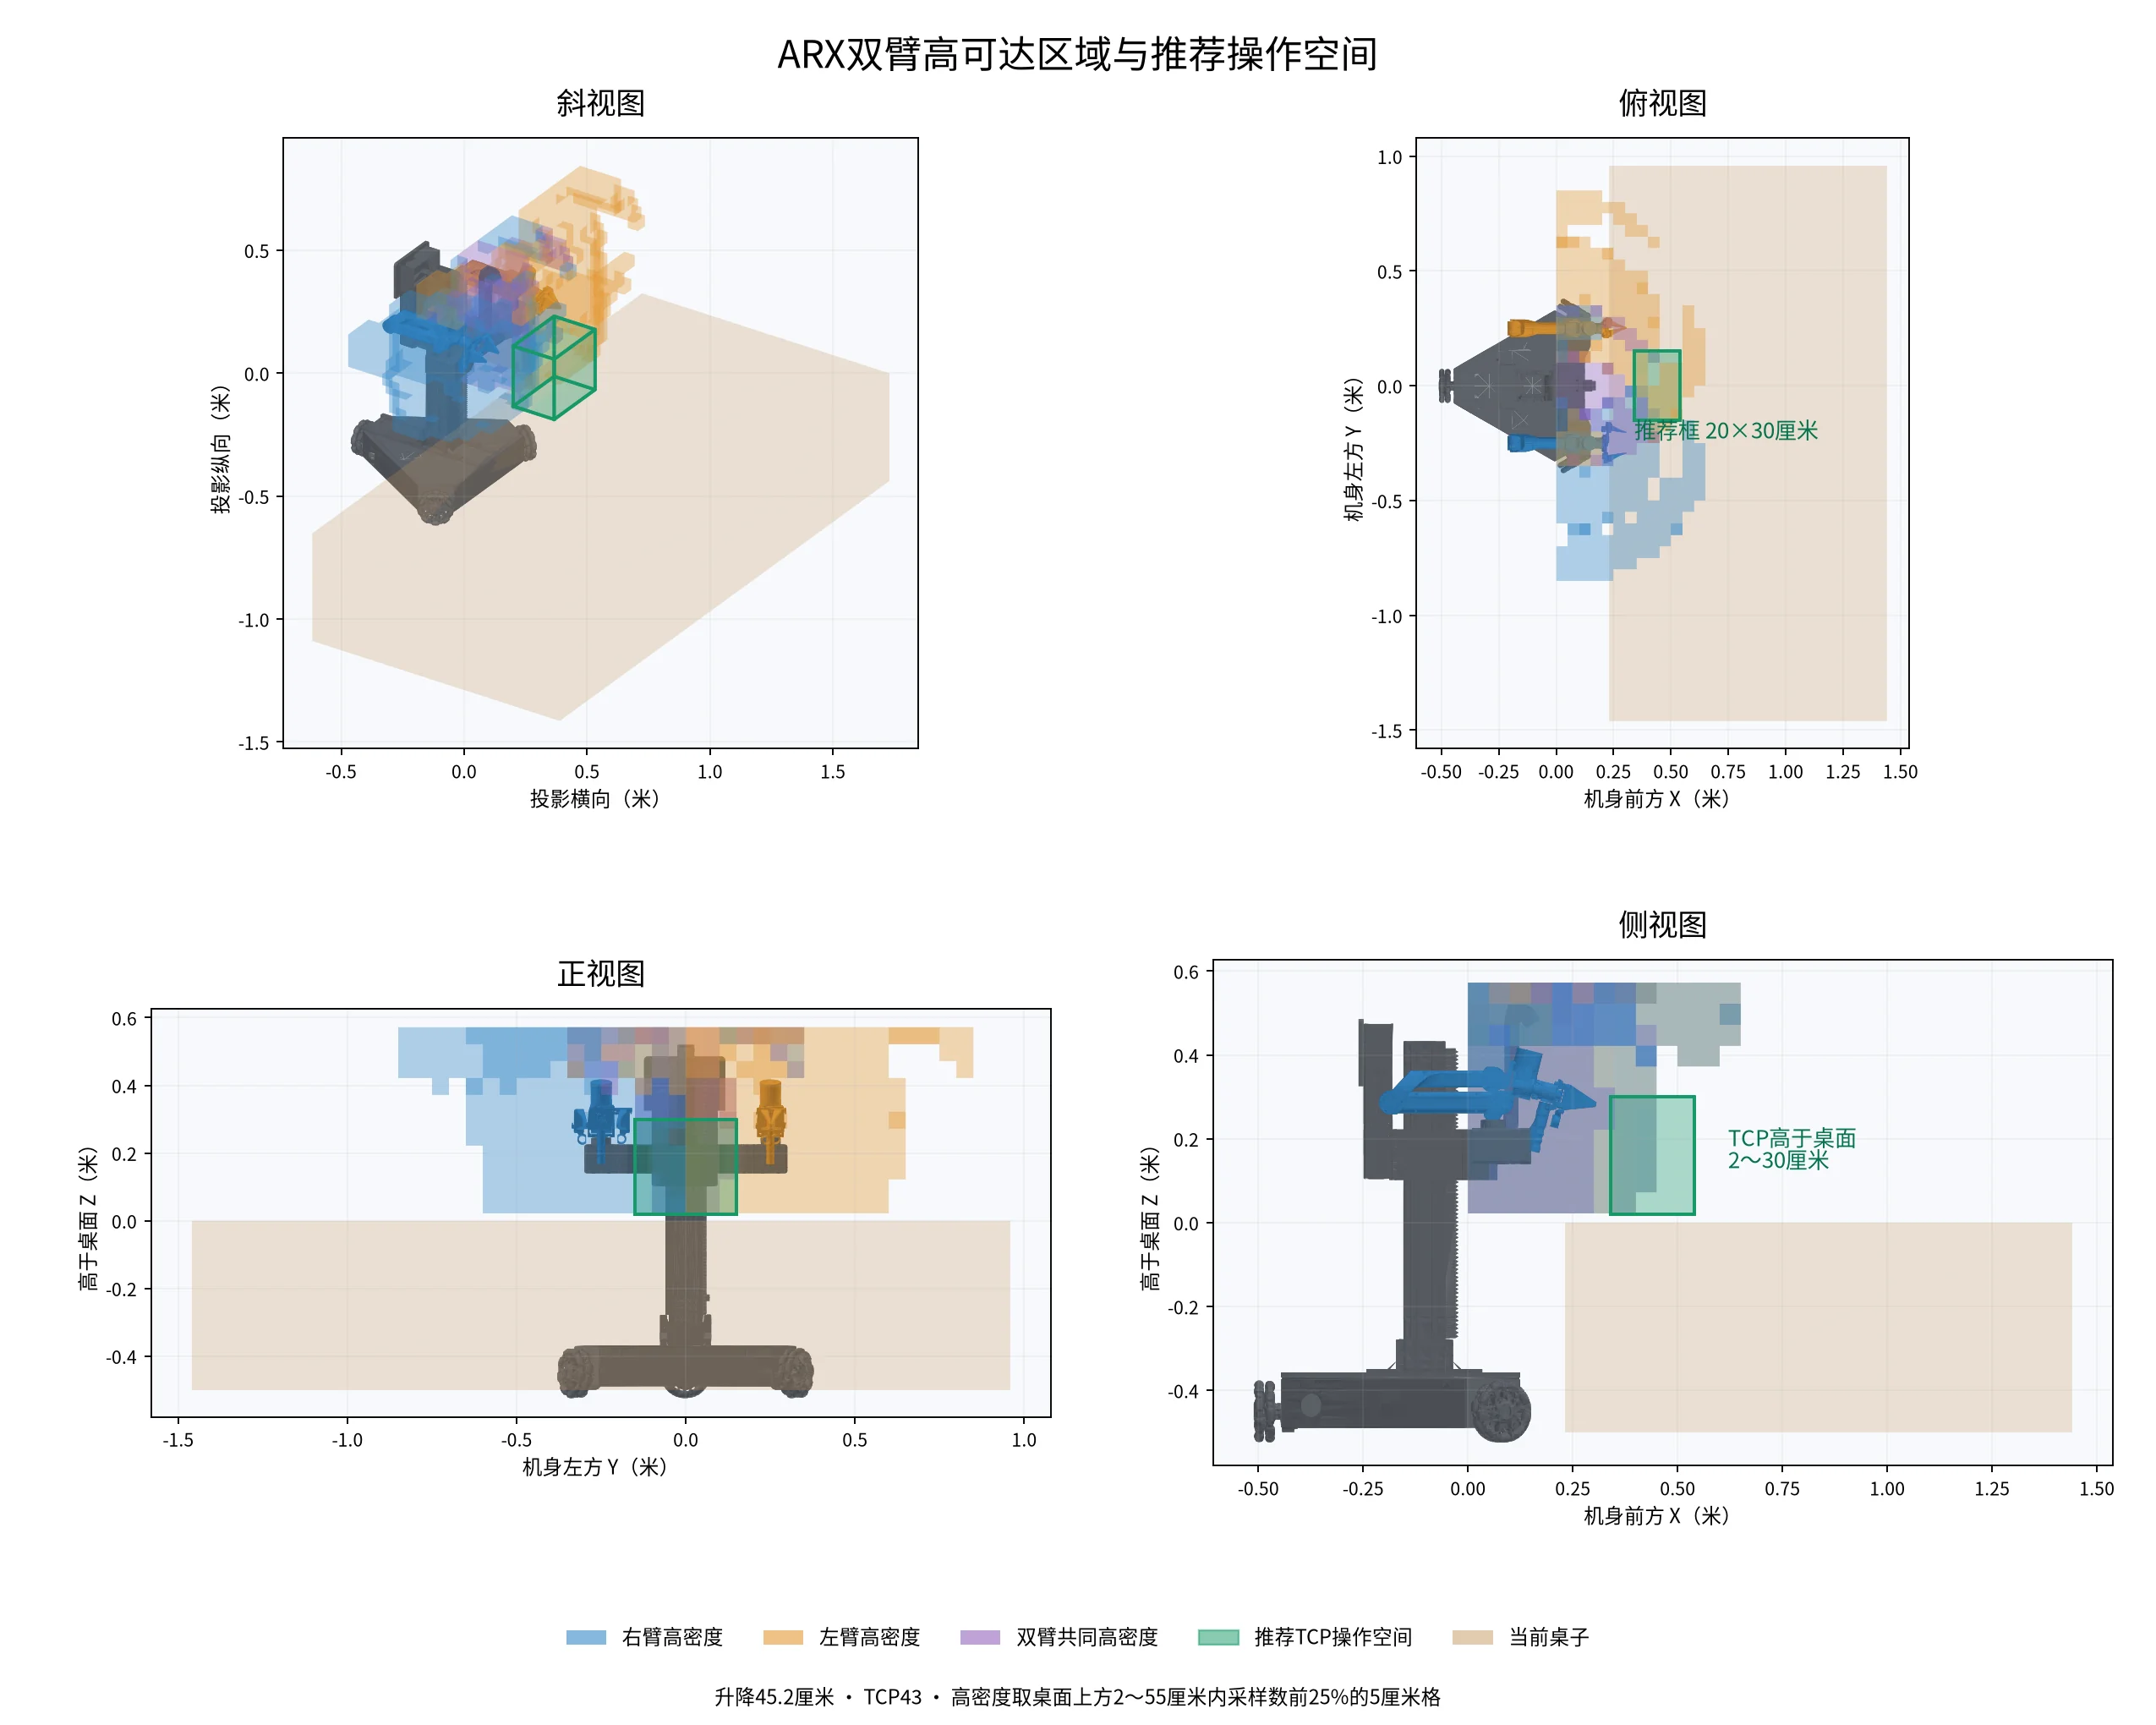 ARX双臂高可达区域与推荐操作空间
斜视图
0.5
0.0
-0.5
-1.0
-1.5
投影纵向（米）
-0.5 0.0 0.5 1.0 1.5
投影横向（米）
俯视图
1.0
0.5
0.0
-0.5
-1.0
-1.5
机身左方 Y（米）
推荐框 20×30厘米
-0.50 -0.25 0.00 0.25 0.50 0.75 1.00 1.25 1.50
机身前方 X（米）
正视图
0.6
0.4
0.2
0.0
-0.2
-0.4
高于桌面 Z（米）
-1.5 -1.0 -0.5 0.0 0.5 1.0
机身左方 Y（米）
侧视图
0.6
0.4
0.2
0.0
-0.2
-0.4
高于桌面 Z（米）
TCP高于桌面
2～30厘米
-0.50 -0.25 0.00 0.25 0.50 0.75 1.00 1.25 1.50
机身前方 X（米）
右臂高密度 左臂高密度 双臂共同高密度 推荐TCP操作空间 当前桌子
升降45.2厘米 · TCP43 · 高密度取桌面上方2～55厘米内采样数前25%的5厘米格